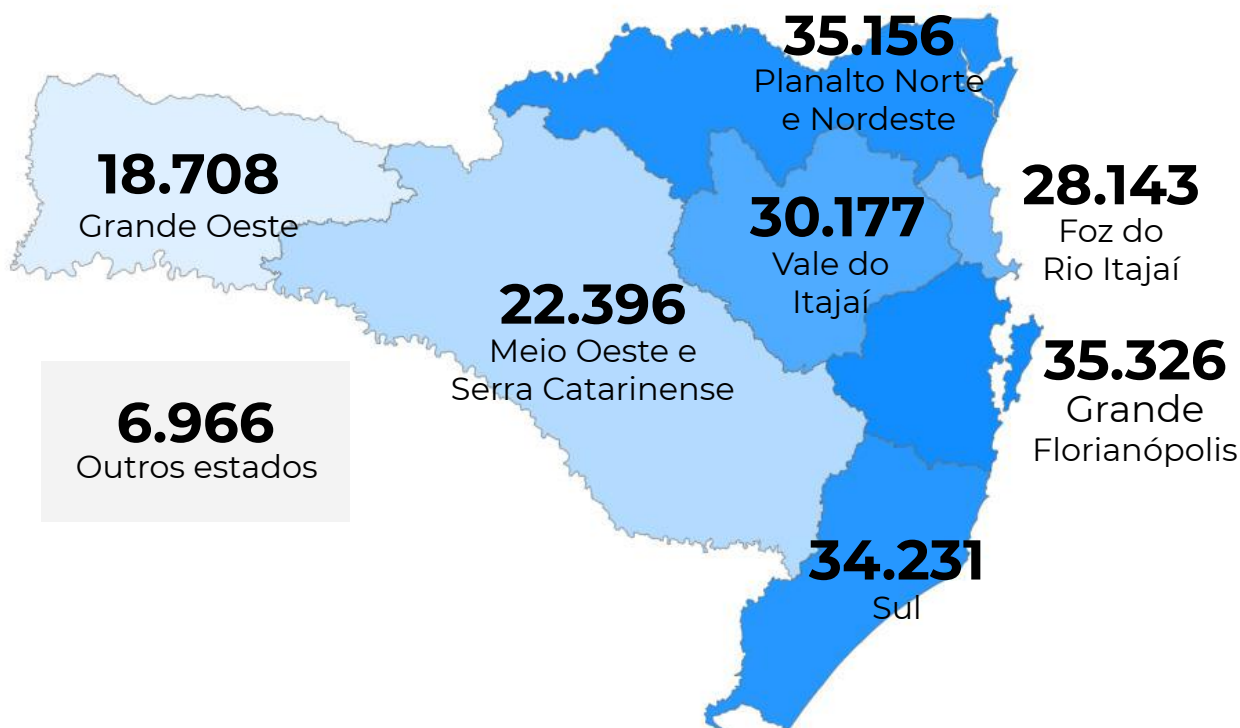 35.156
Planalto Norte
e Nordeste
18.708
Grande Oeste
28.143
Foz do
Rio Itajaí
30.177
Vale do
Itajaí
22.396
Meio Oeste e
Serra Catarinense
35.326
Grande
Florianópolis
6.966
Outros estados
34.231
Sul